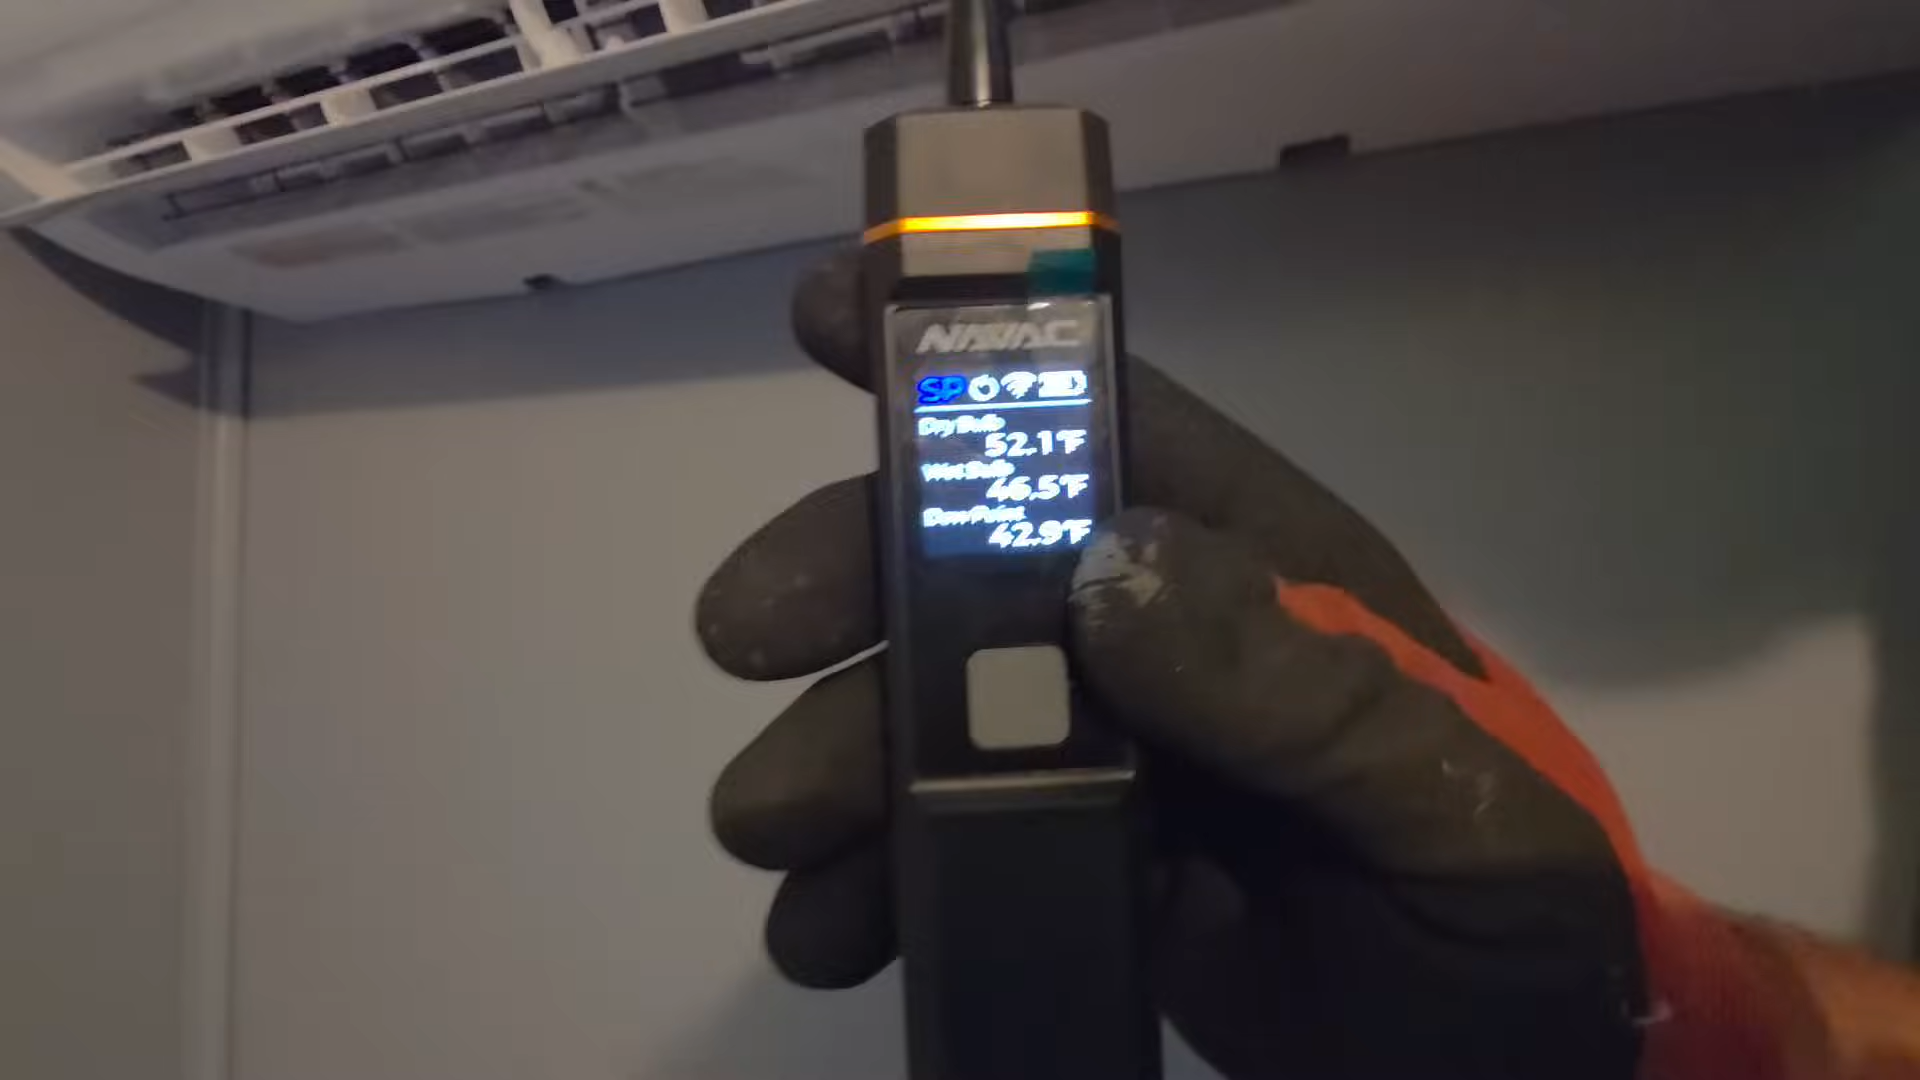 NAVAC
SP
Dry Bulb
52.1°F
Wet Bulb
46.5°F
Dew Point
42.9°F